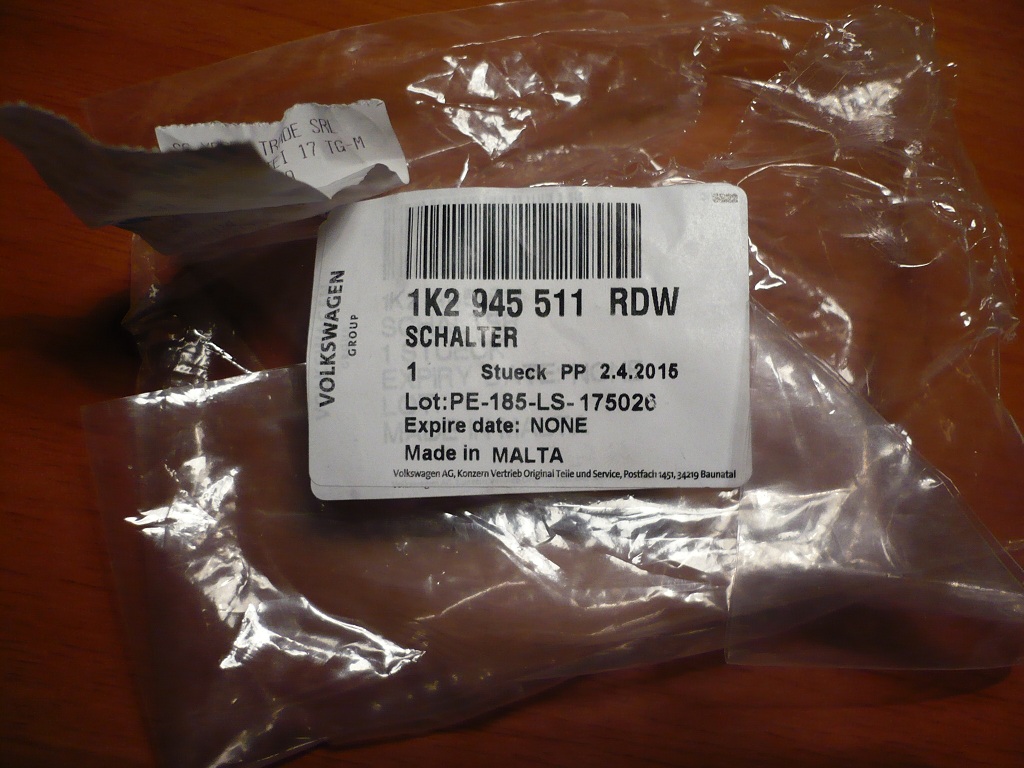 TRADE SRL
17 TG-M
VOLKSWAGEN
GROUP
1K2 945 511 RDW
SCHALTER
1 Stueck PP 2.4.2015
Lot:PE-185-LS-175026
Expire date: NONE
Made in MALTA
Volkswagen AG, Konzern Vertrieb Original Teile und Service, Postfach 1451, 34219 Baunatal